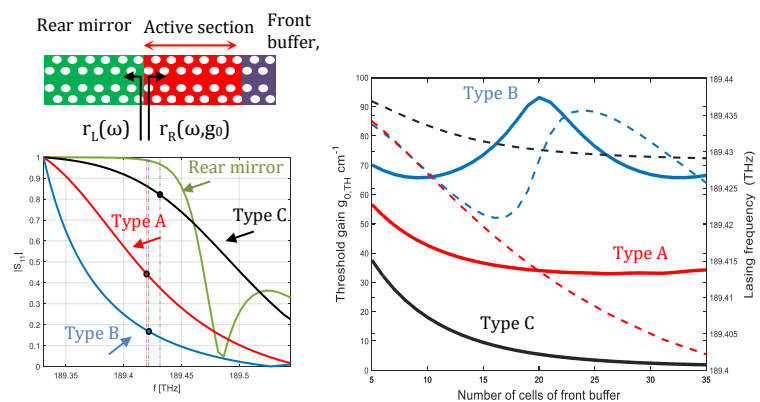 Rear mirror
Active section
Front
buffer,
r_L(ω)
r_R(ω,g₀)
1
0.9
0.8
0.7
0.6
0.5
0.4
0.3
0.2
0.1
0
|S₁₁|
Rear mirror
Type C
Type A
Type B
189.35
189.4
189.45
189.5
f [THz]
100
90
80
70
60
50
40
30
20
10
0
Threshold gain g₀,TH cm⁻¹
Type B
Type A
Type C
189.44
189.435
189.43
189.425
189.42
189.415
189.413
189.405
189.4
Lasing frequency (THz)
5
10
15
20
25
30
35
Number of cells of front buffer